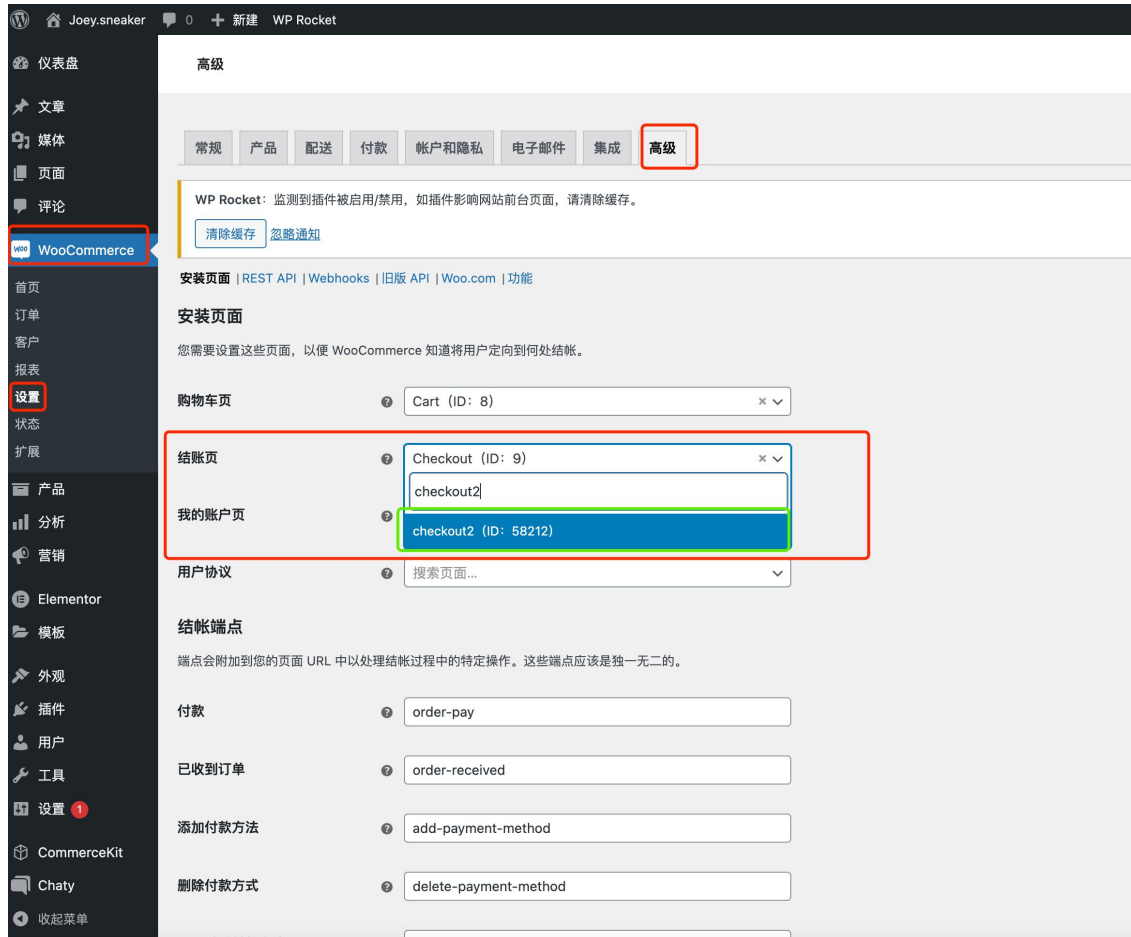 Joey.sneaker 0 新建 WP Rocket
仪表盘
文章
媒体
页面
评论
WooCommerce
首页
订单
客户
报表
设置
状态
扩展
产品
分析
营销
Elementor
模板
外观
插件
用户
工具
设置 1
CommerceKit
Chaty
收起菜单
高级
常规 产品 配送 付款 帐户和隐私 电子邮件 集成 高级
WP Rocket：监测到插件被启用/禁用，如插件影响网站前台页面，请清除缓存。
清除缓存 忽略通知
安装页面 | REST API | Webhooks | 旧版 API | Woo.com | 功能
安装页面
您需要设置这些页面，以便 WooCommerce 知道将用户定向到何处结帐。
购物车页 Cart（ID：8）
结账页 Checkout（ID：9）
checkout2
我的账户页
checkout2（ID：58212）
用户协议 搜索页面...
结帐端点
端点会附加到您的页面 URL 中以处理结帐过程中的特定操作。这些端点应该是独一无二的。
付款 order-pay
已收到订单 order-received
添加付款方法 add-payment-method
删除付款方式 delete-payment-method